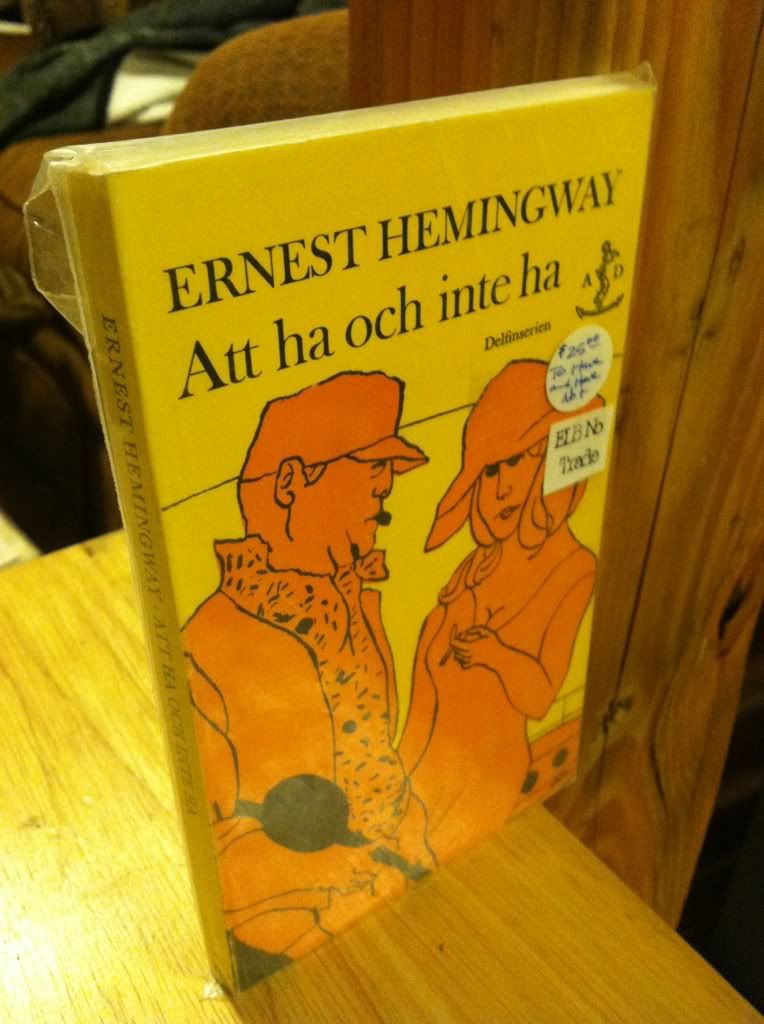 ERNEST HEMINGWAY
Att ha och inte ha
A D
Delfinserien
$25.00
To Have
and Have
Not
ELB No
Trade
ERNEST HEMINGWAY · ATT HA OCH INTE HA